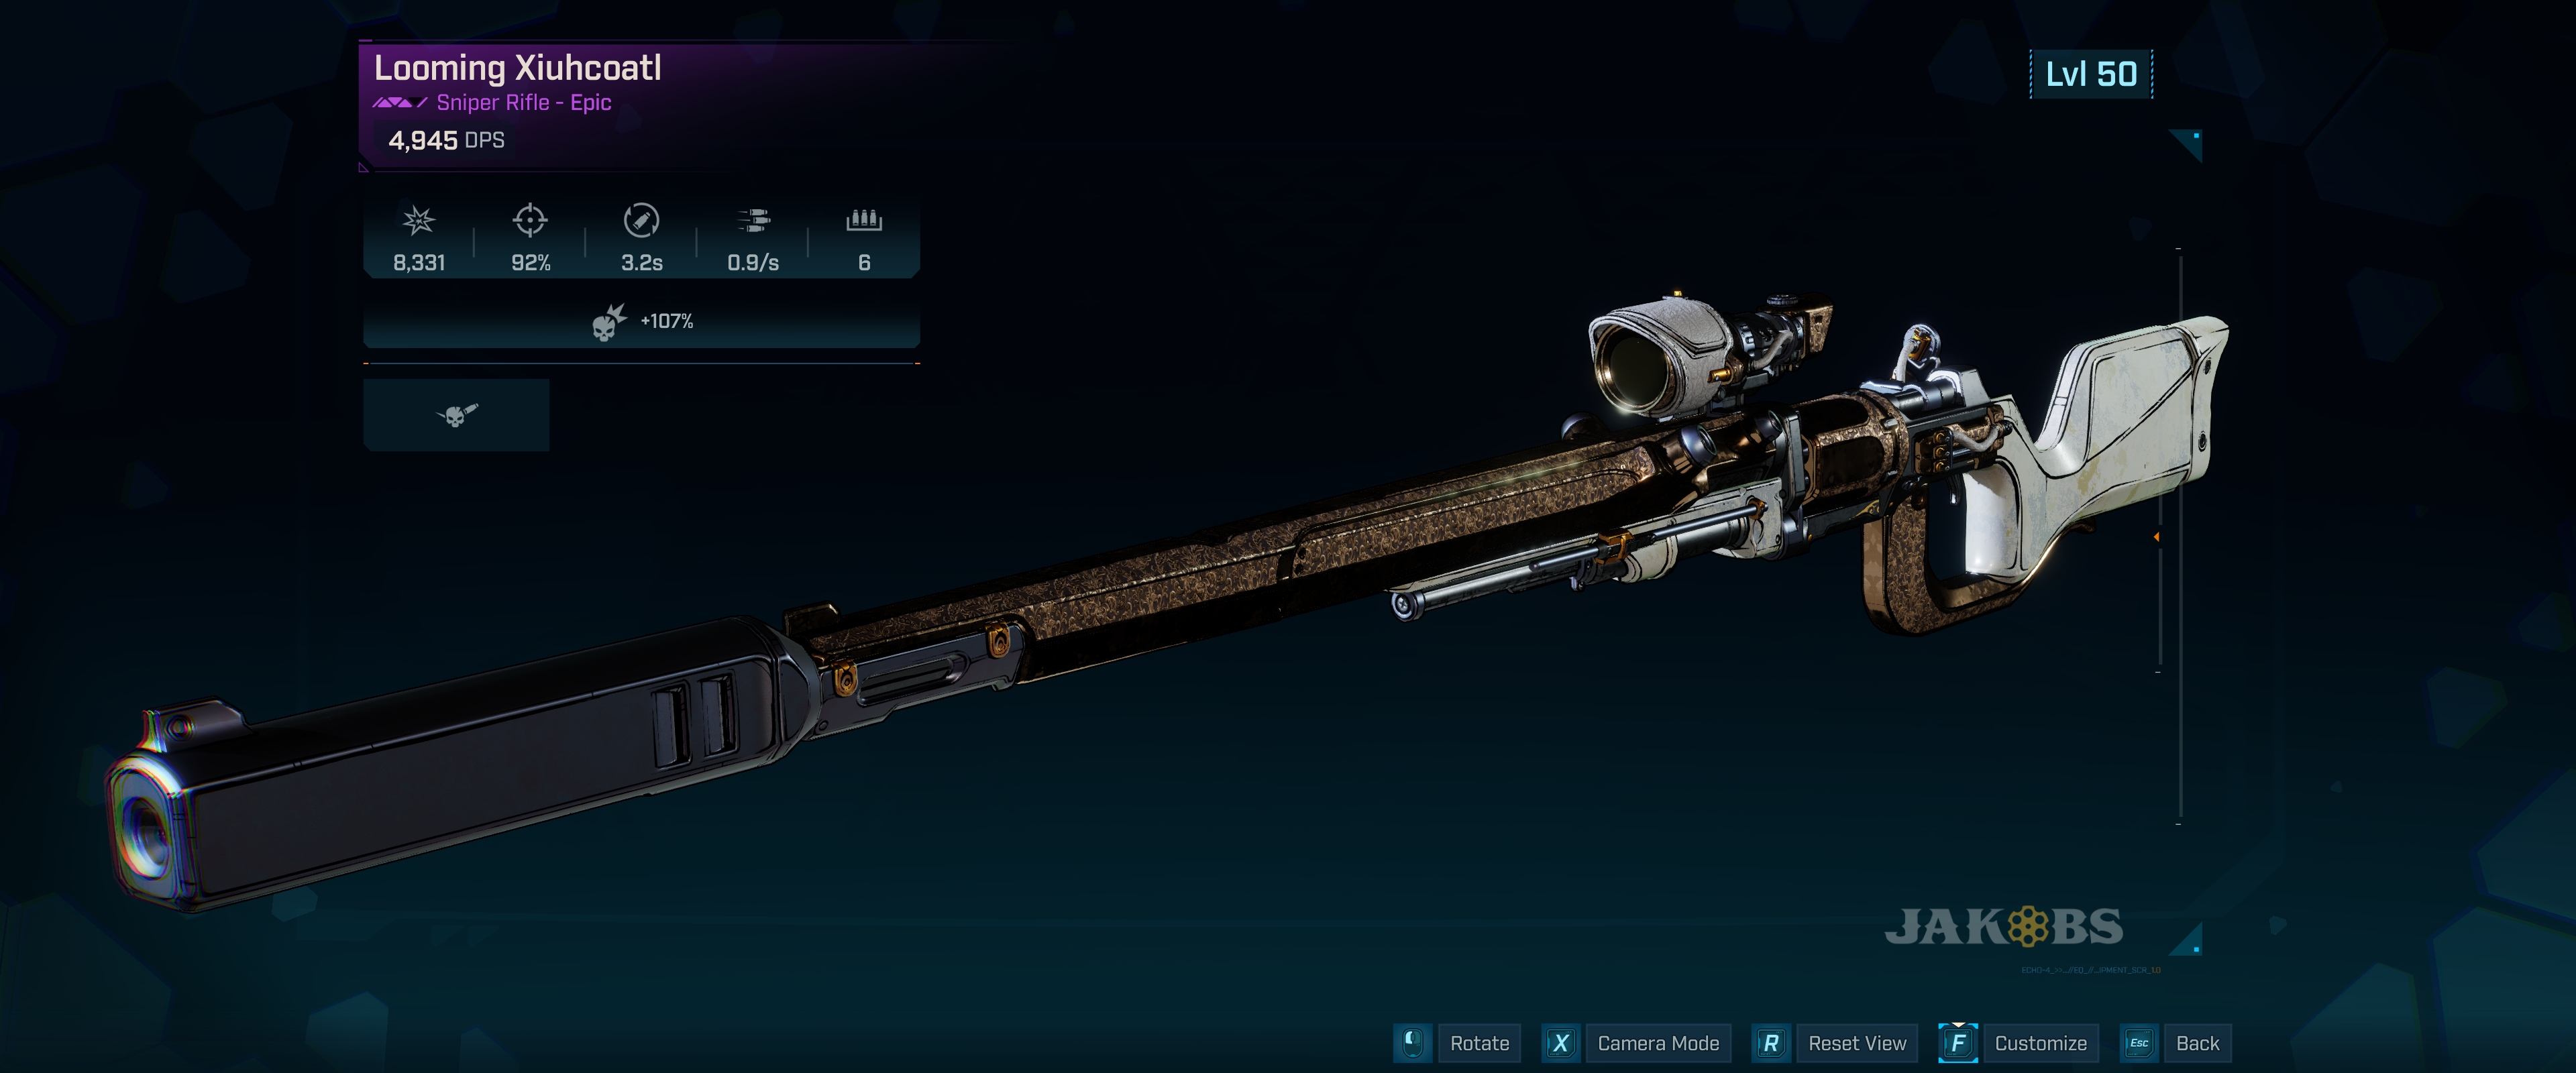 Looming Xiuhcoatl
Lvl 50
Sniper Rifle - Epic
4,945 DPS
8,331
92%
3.2s
0.9/s
6
+107%
JAKOBS
Rotate
X Camera Mode
R Reset View
F Customize
Esc Back